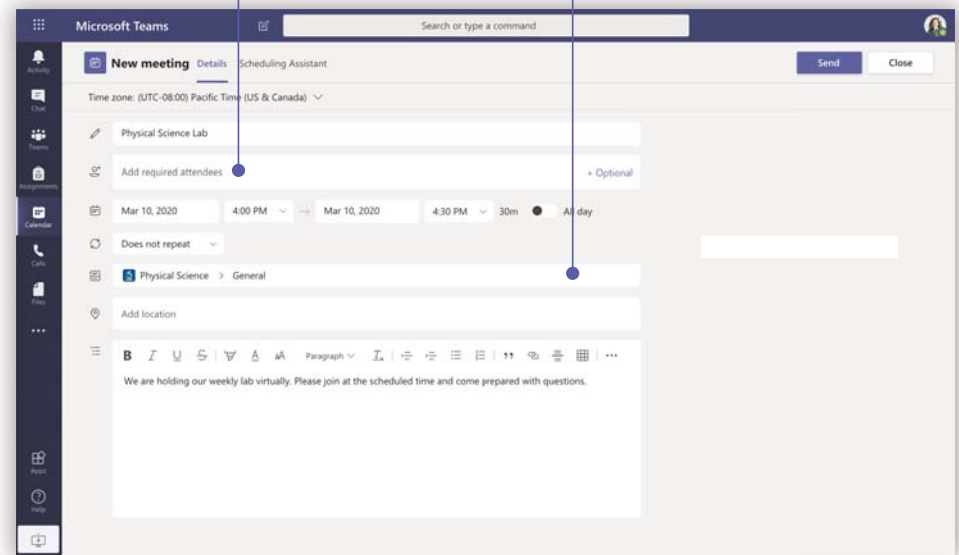 Microsoft Teams
Search or type a command
Activity
Chat
Teams
Assignments
Calendar
Calls
Files
Apps
Help
New meeting Details Scheduling Assistant
Send Close
Time zone: (UTC-08:00) Pacific Time (US & Canada)
Physical Science Lab
Add required attendees + Optional
Mar 10, 2020 4:00 PM → Mar 10, 2020 4:30 PM 30m All day
Does not repeat
Physical Science > General
Add location
B I U S A AA Paragraph Ix
We are holding our weekly lab virtually. Please join at the scheduled time and come prepared with questions.